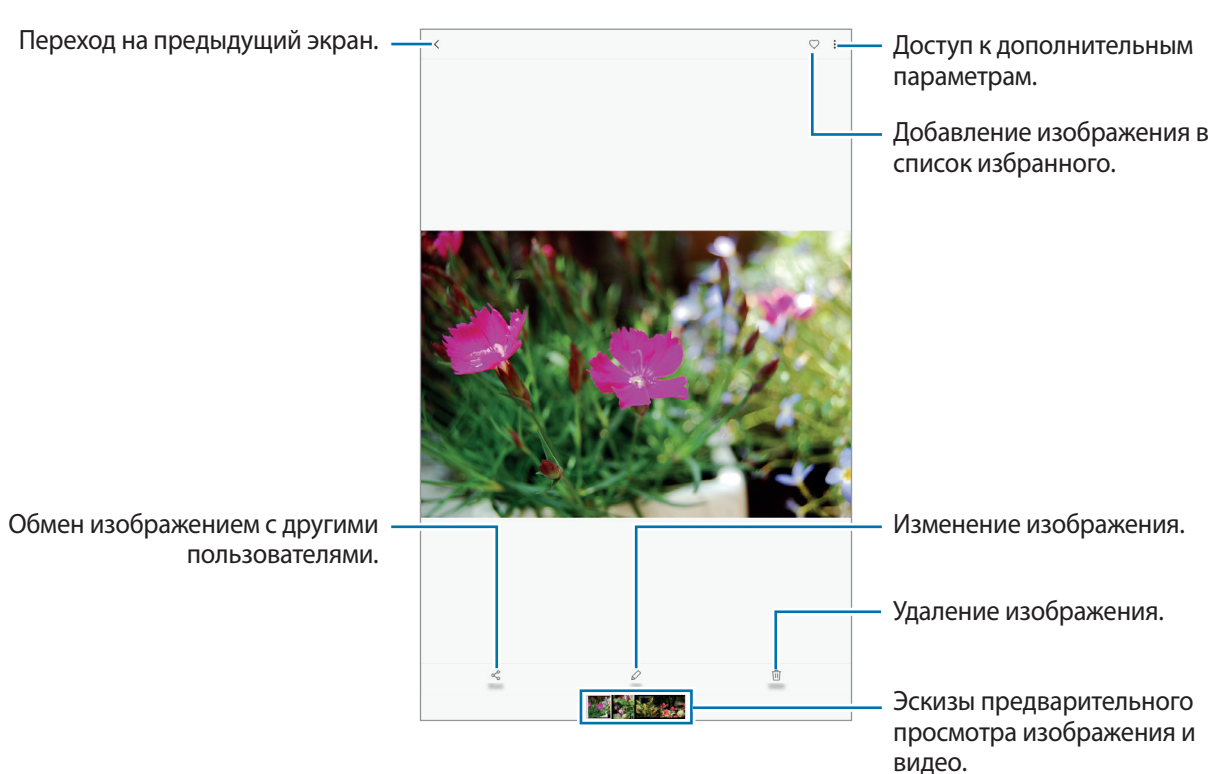 Переход на предыдущий экран.
Доступ к дополнительным
параметрам.
Добавление изображения в
список избранного.
Обмен изображением с другими
пользователями.
Изменение изображения.
Удаление изображения.
Эскизы предварительного
просмотра изображения и
видео.